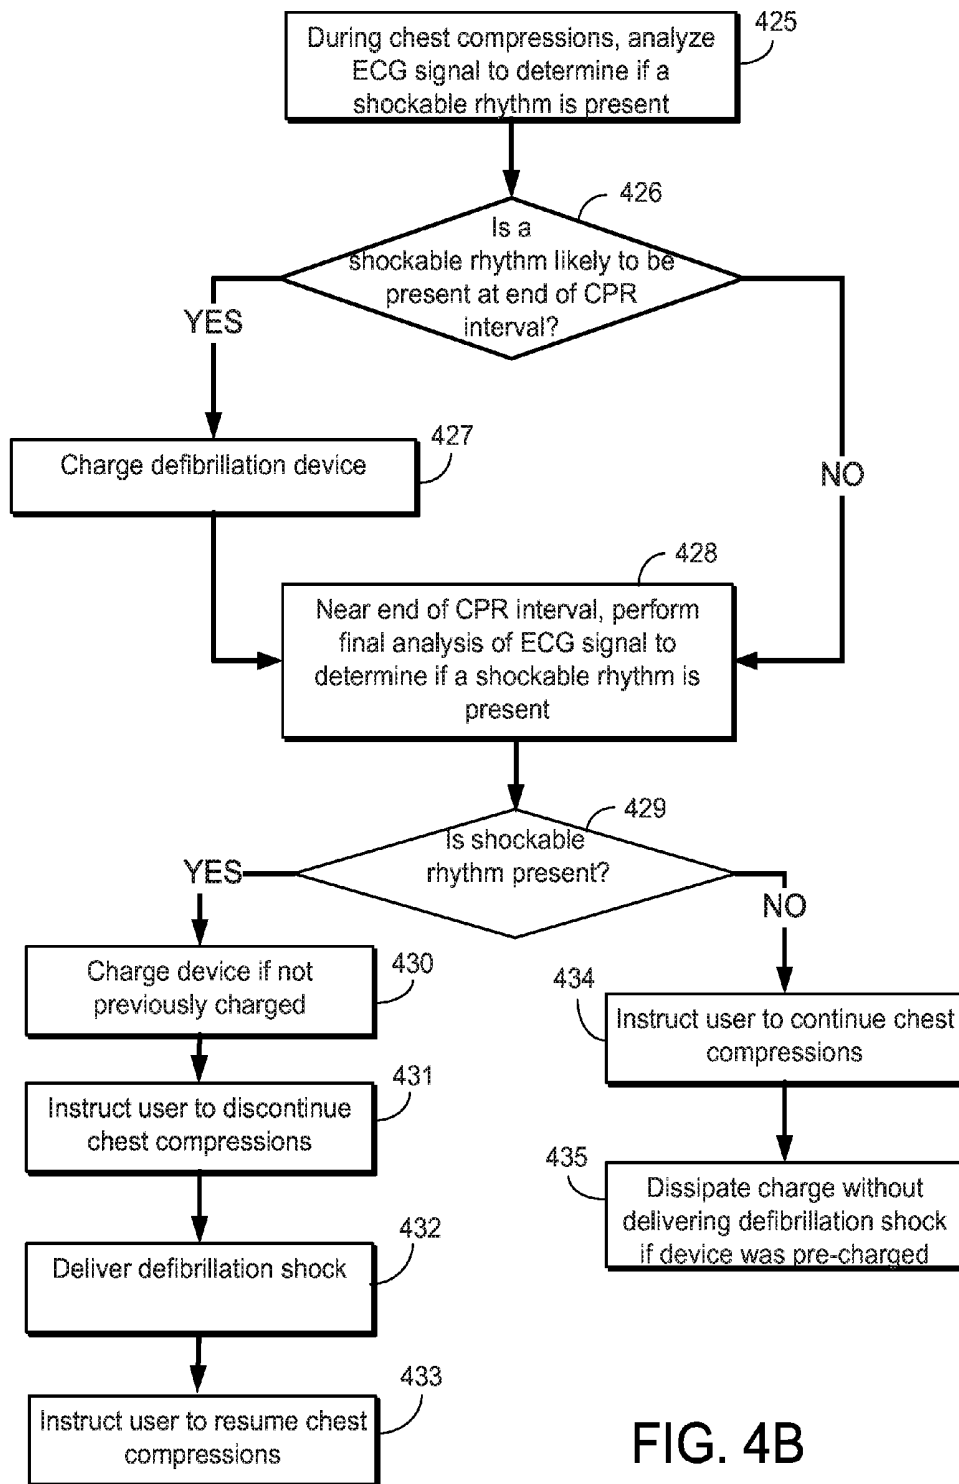 425
During chest compressions, analyze
ECG signal to determine if a
shockable rhythm is present
426
Is a
shockable rhythm likely to be
present at end of CPR
interval?
YES
NO
427
Charge defibrillation device
428
Near end of CPR interval, perform
final analysis of ECG signal to
determine if a shockable rhythm is
present
429
Is shockable
rhythm present?
YES
NO
430
Charge device if not
previously charged
431
Instruct user to discontinue
chest compressions
432
Deliver defibrillation shock
433
Instruct user to resume chest
compressions
434
Instruct user to continue chest
compressions
435
Dissipate charge without
delivering defibrillation shock
if device was pre-charged
FIG. 4B